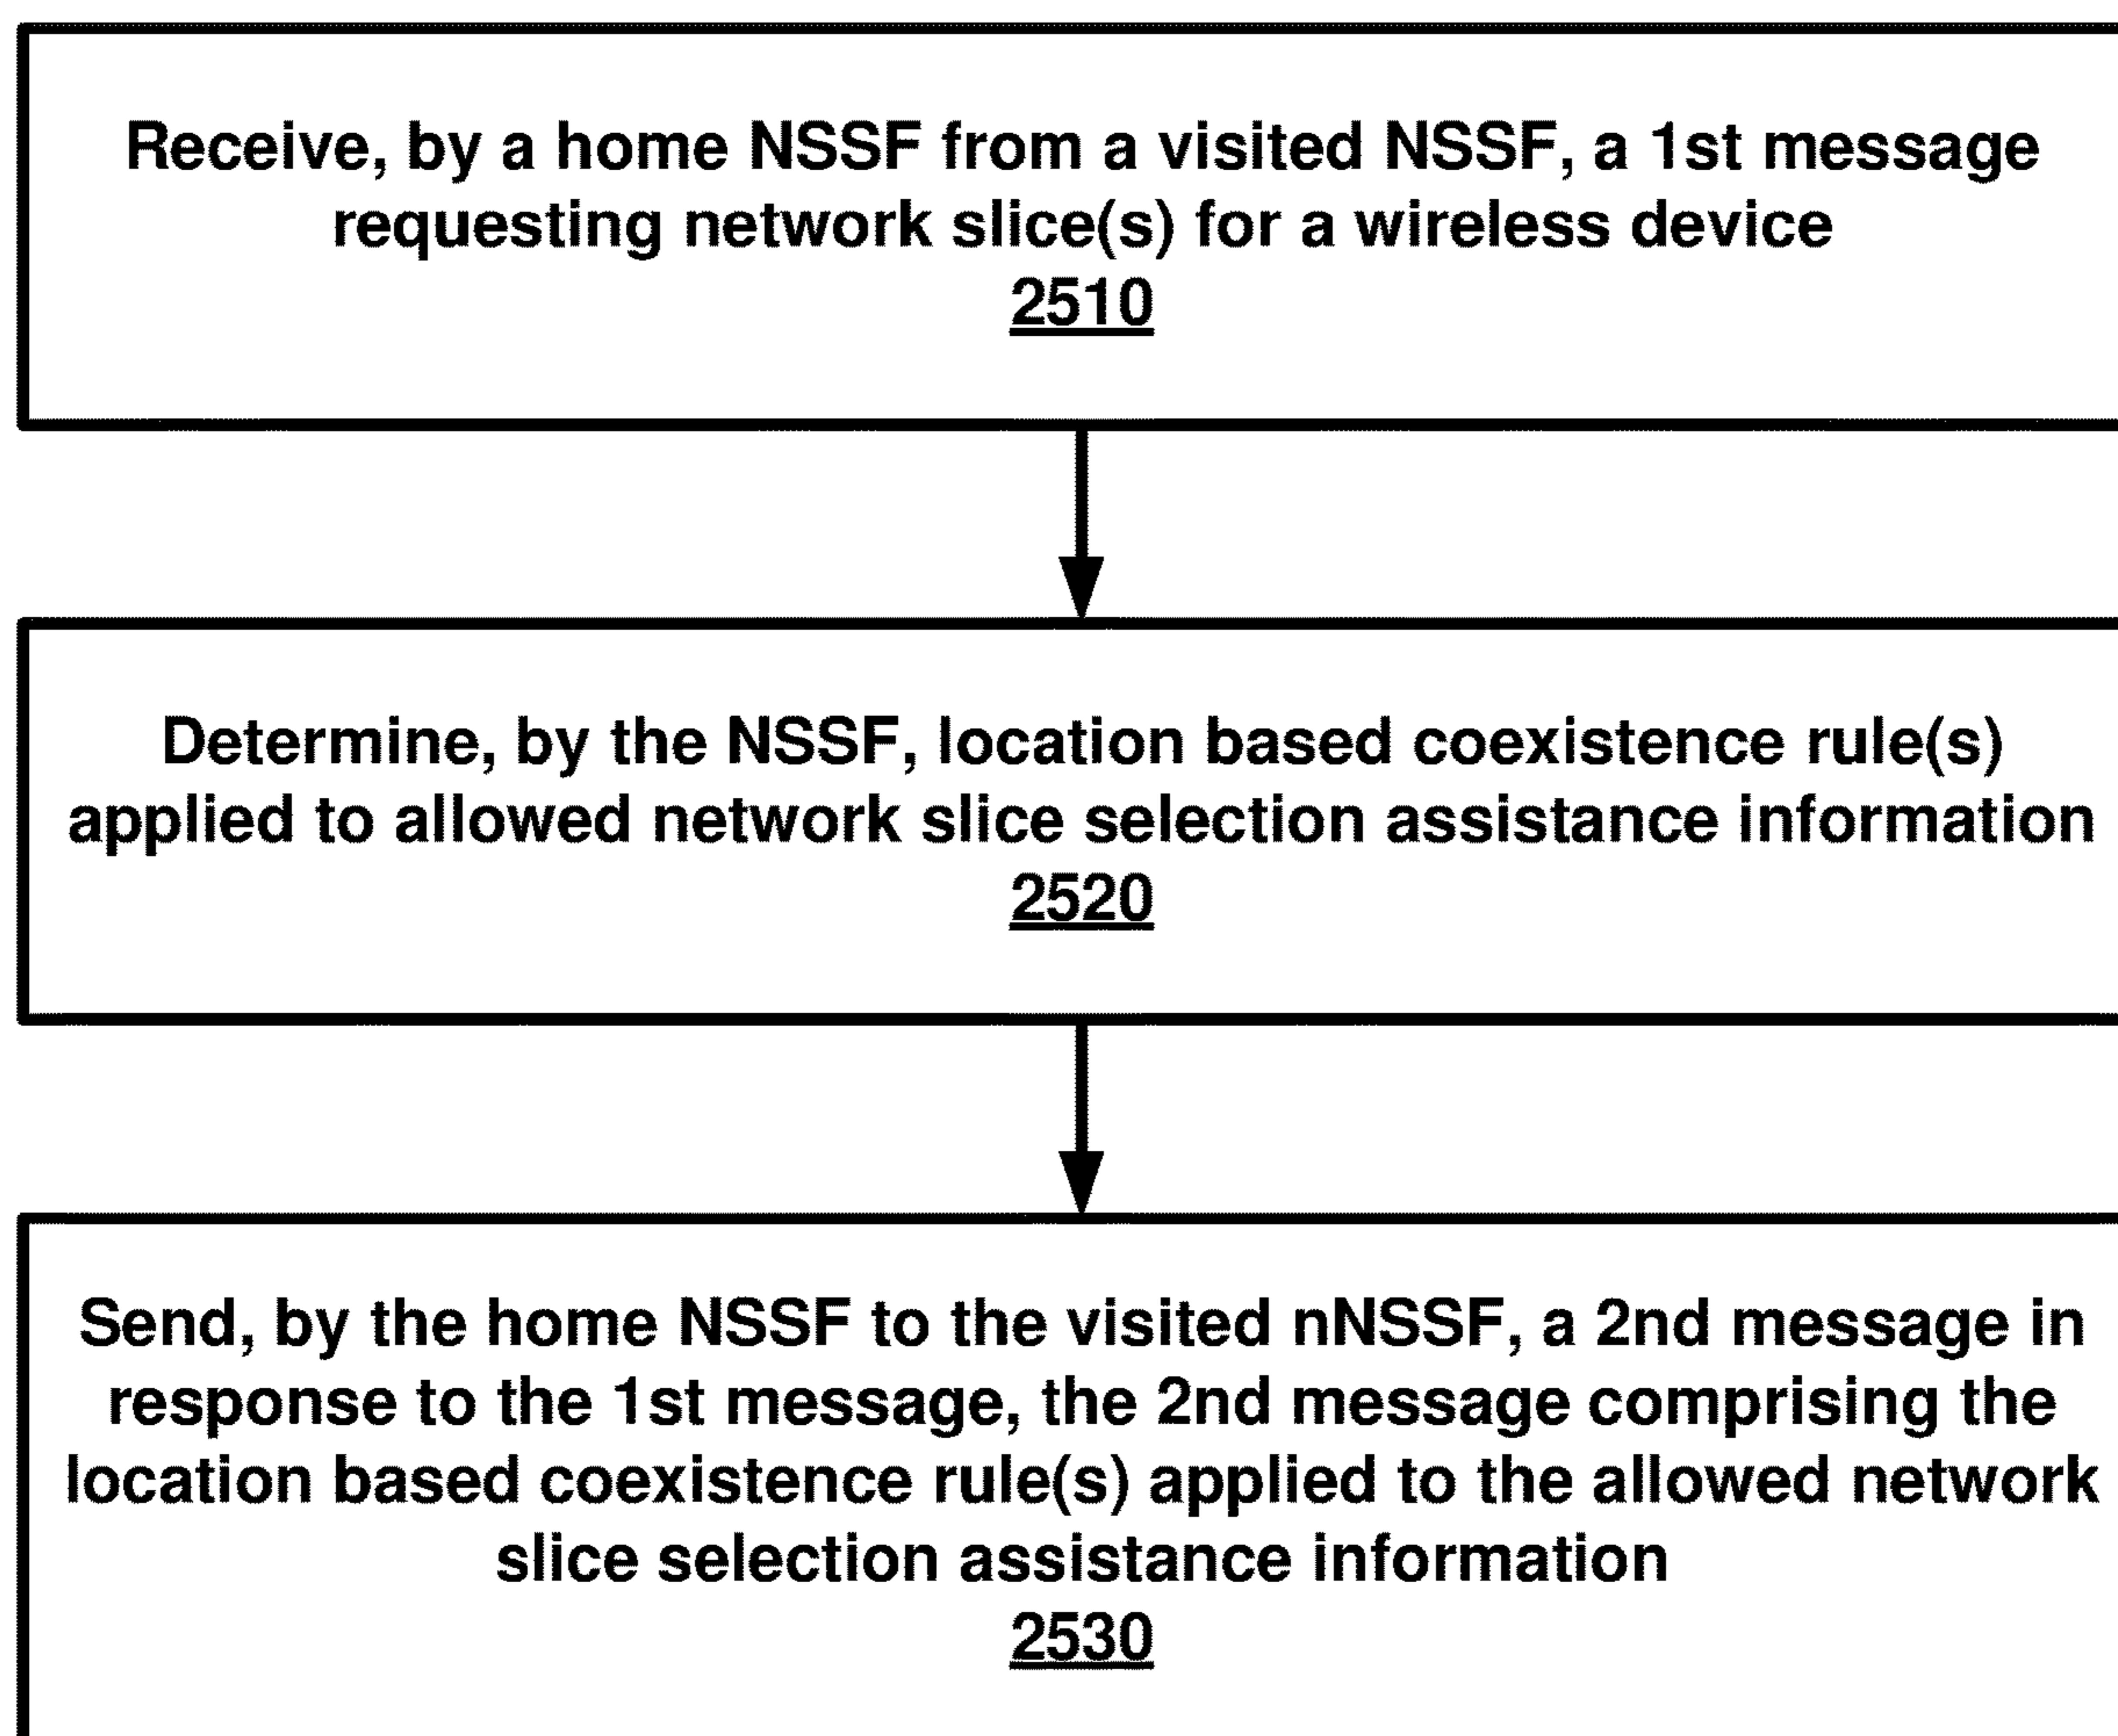 Receive, by a home NSSF from a visited NSSF, a 1st message
requesting network slice(s) for a wireless device
2510
Determine, by the NSSF, location based coexistence rule(s)
applied to allowed network slice selection assistance information
2520
Send, by the home NSSF to the visited nNSSF, a 2nd message in
response to the 1st message, the 2nd message comprising the
location based coexistence rule(s) applied to the allowed network
slice selection assistance information
2530